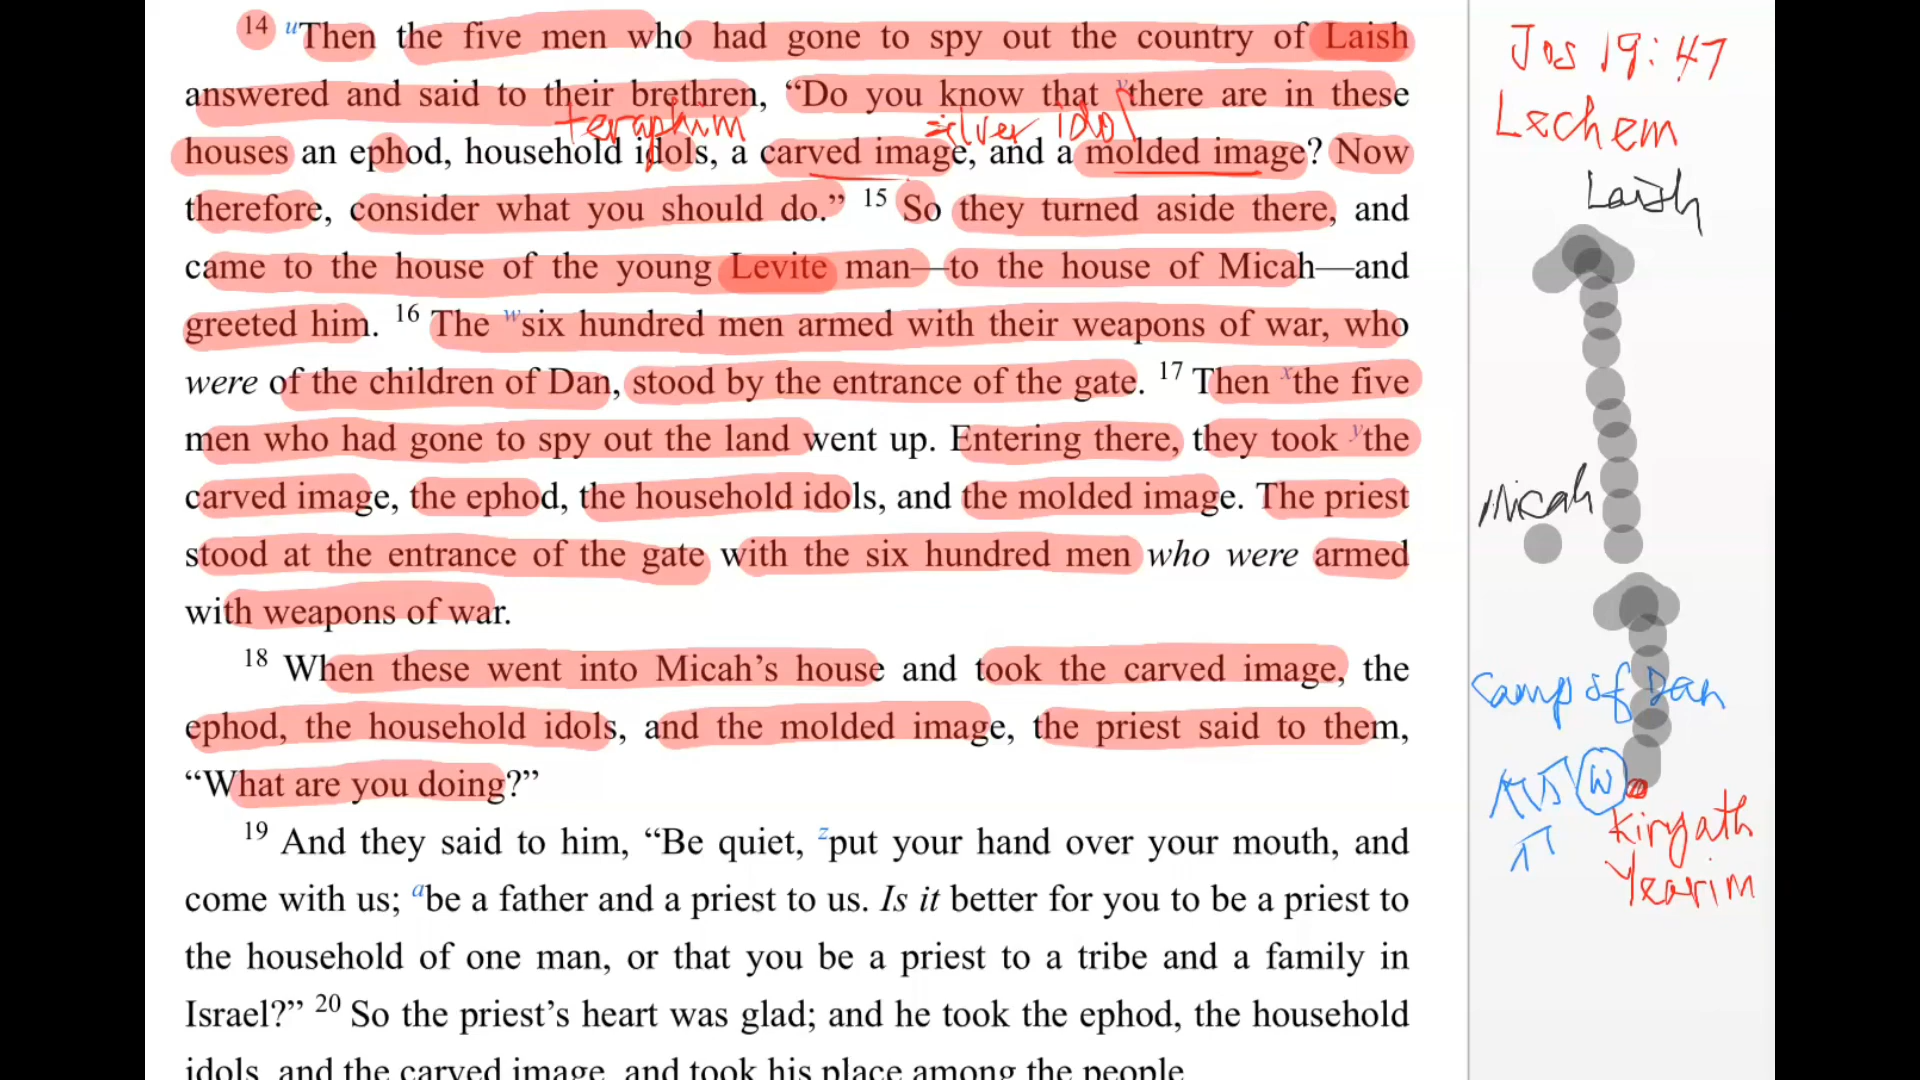 14 uThen the five men who had gone to spy out the country of Laish
answered and said to their brethren, “Do you know that vthere are in these
teraphim silver idol
houses an ephod, household idols, a carved image, and a molded image? Now
therefore, consider what you should do.” 15 So they turned aside there, and
came to the house of the young Levite man—to the house of Micah—and
greeted him. 16 The wsix hundred men armed with their weapons of war, who
were of the children of Dan, stood by the entrance of the gate. 17 Then xthe five
men who had gone to spy out the land went up. Entering there, they took ythe
carved image, the ephod, the household idols, and the molded image. The priest
stood at the entrance of the gate with the six hundred men who were armed
with weapons of war.
18 When these went into Micah’s house and took the carved image, the
ephod, the household idols, and the molded image, the priest said to them,
“What are you doing?”
19 And they said to him, “Be quiet, zput your hand over your mouth, and
come with us; abe a father and a priest to us. Is it better for you to be a priest to
the household of one man, or that you be a priest to a tribe and a family in
Israel?” 20 So the priest’s heart was glad; and he took the ephod, the household
idols, and the carved image, and took his place among the people.
Jos 19:47
Lechem
Laish
Micah
Camp of Dan
W
Kiryath
Yearim